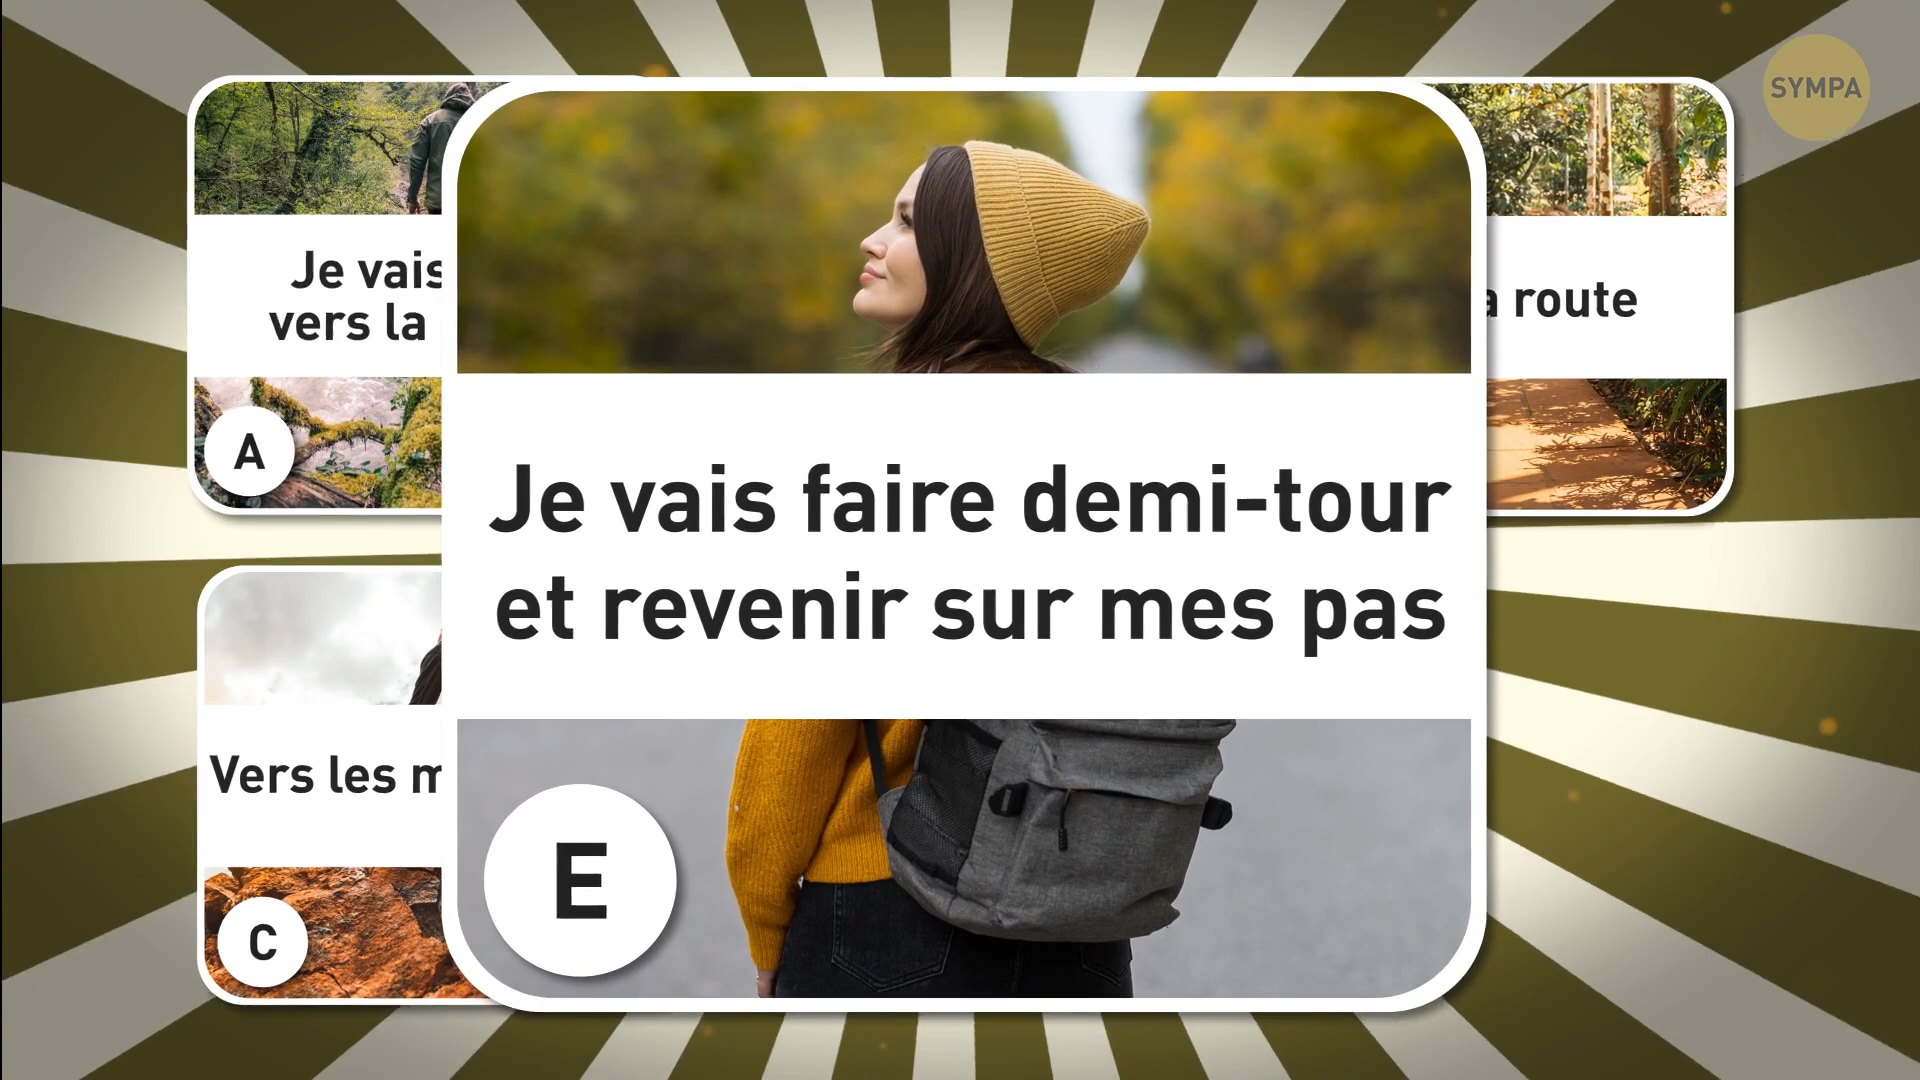 SYMPA
Je vais
vers la
A
route
Je vais faire demi-tour
et revenir sur mes pas
E
Vers les
C